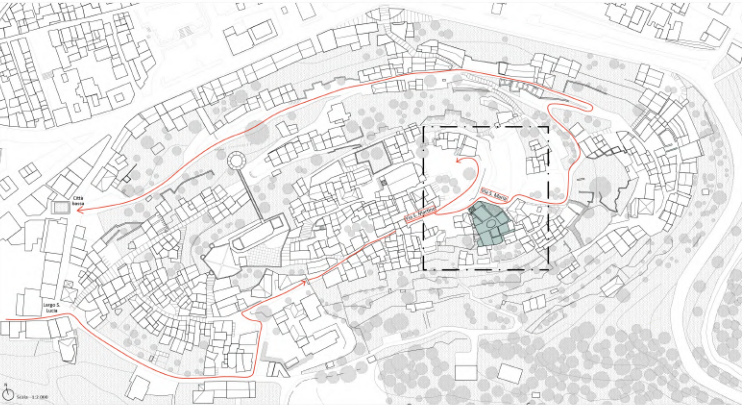 Città
bassa
Via S. Maria
Via S. Martino
Largo S.
Lucia
N
Scala - 1:2.000